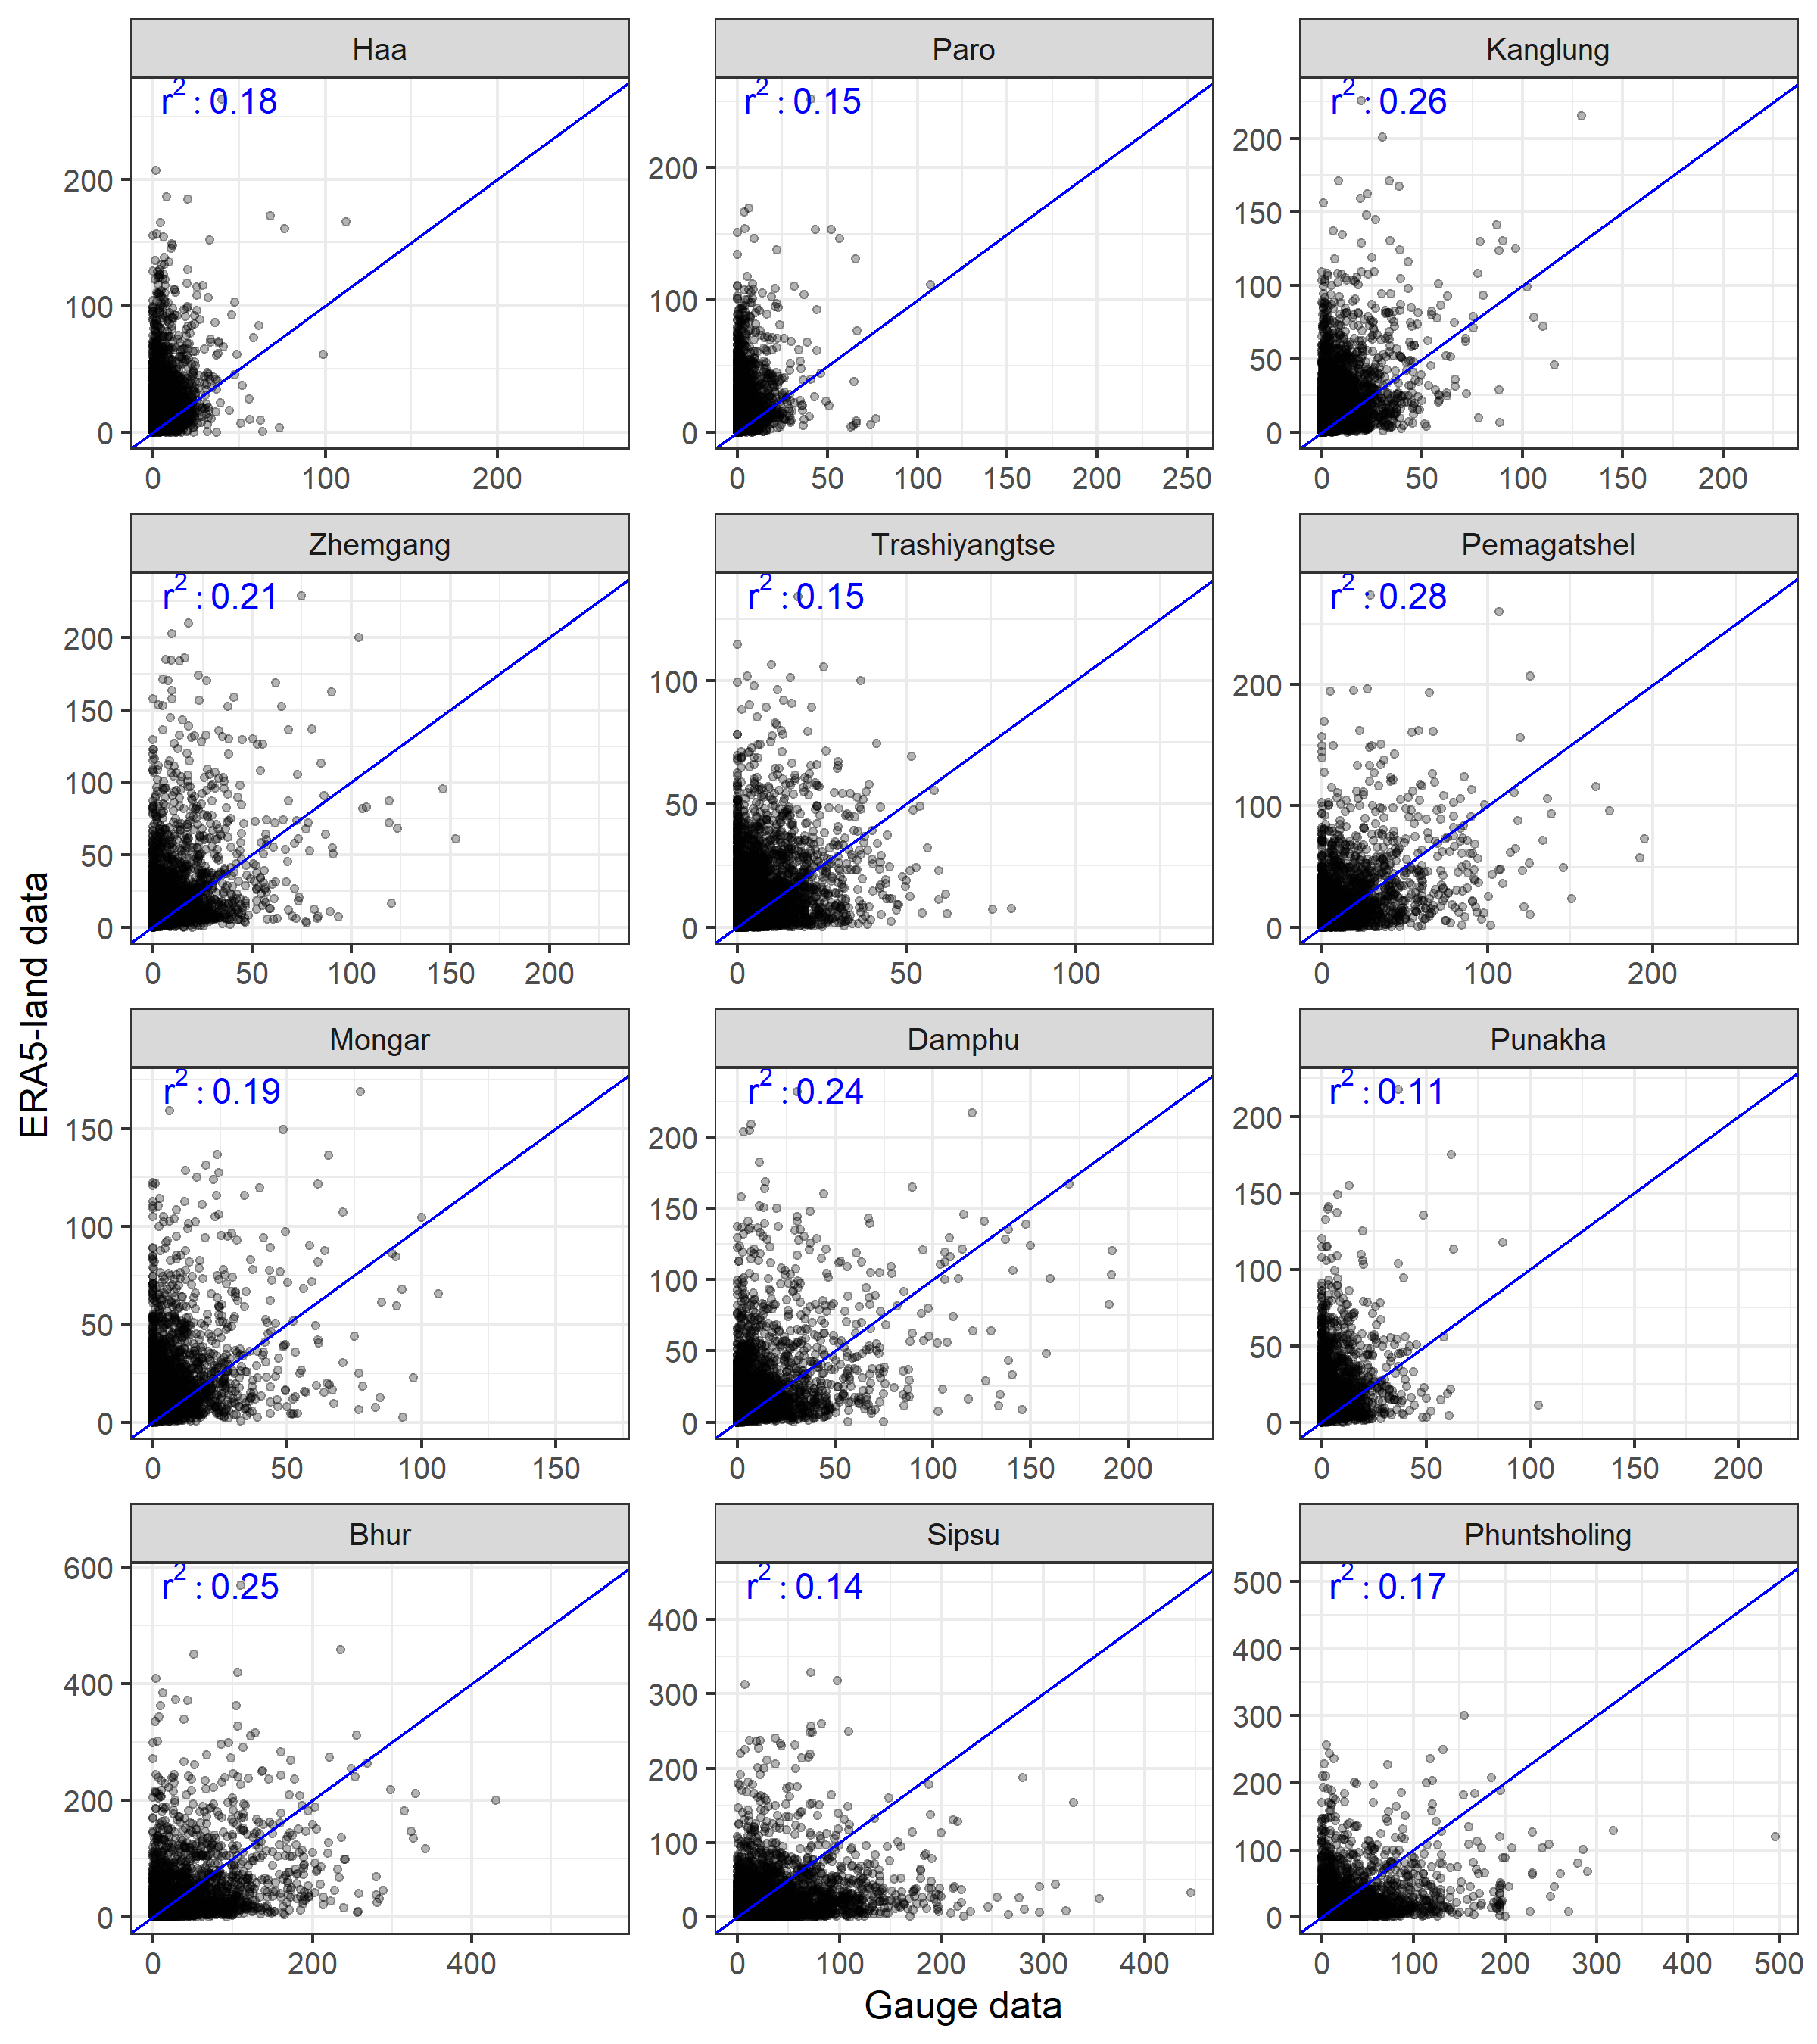 Haa
r²:0.18
200
100
0
0 100 200
Paro
r²:0.15
200
100
0
0 50 100 150 200 250
Kanglung
r²:0.26
200
150
100
50
0
0 50 100 150 200
Zhemgang
r²:0.21
200
150
100
50
0
0 50 100 150 200
Trashiyangtse
r²:0.15
100
50
0
0 50 100
Pemagatshel
r²:0.28
200
100
0
0 100 200
ERA5-land data
Mongar
r²:0.19
150
100
50
0
0 50 100 150
Damphu
r²:0.24
200
150
100
50
0
0 50 100 150 200
Punakha
r²:0.11
200
150
100
50
0
0 50 100 150 200
Bhur
r²:0.25
600
400
200
0
0 200 400
Sipsu
r²:0.14
400
300
200
100
0
0 100 200 300 400
Phuntsholing
r²:0.17
500
400
300
200
100
0
0 100 200 300 400 500
Gauge data